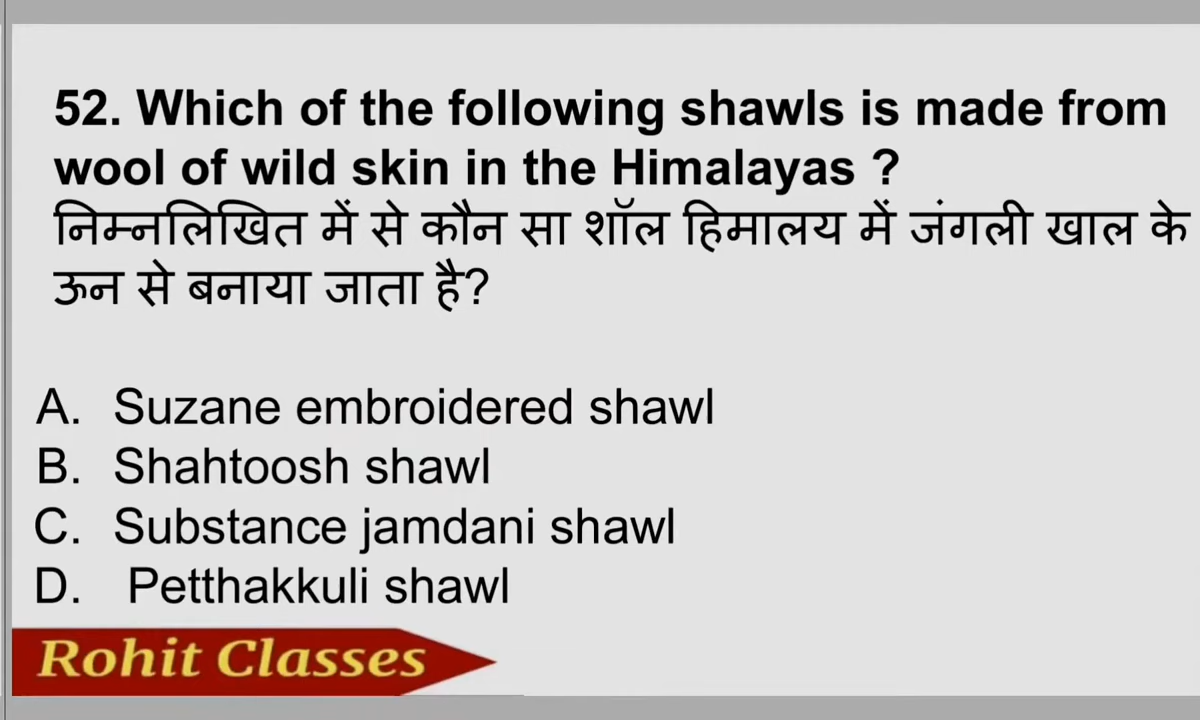 52. Which of the following shawls is made from
wool of wild skin in the Himalayas ?
निम्नलिखित में से कौन सा शॉल हिमालय में जंगली खाल के
ऊन से बनाया जाता है?
A. Suzane embroidered shawl
B. Shahtoosh shawl
C. Substance jamdani shawl
D. Petthakkuli shawl
Rohit Classes